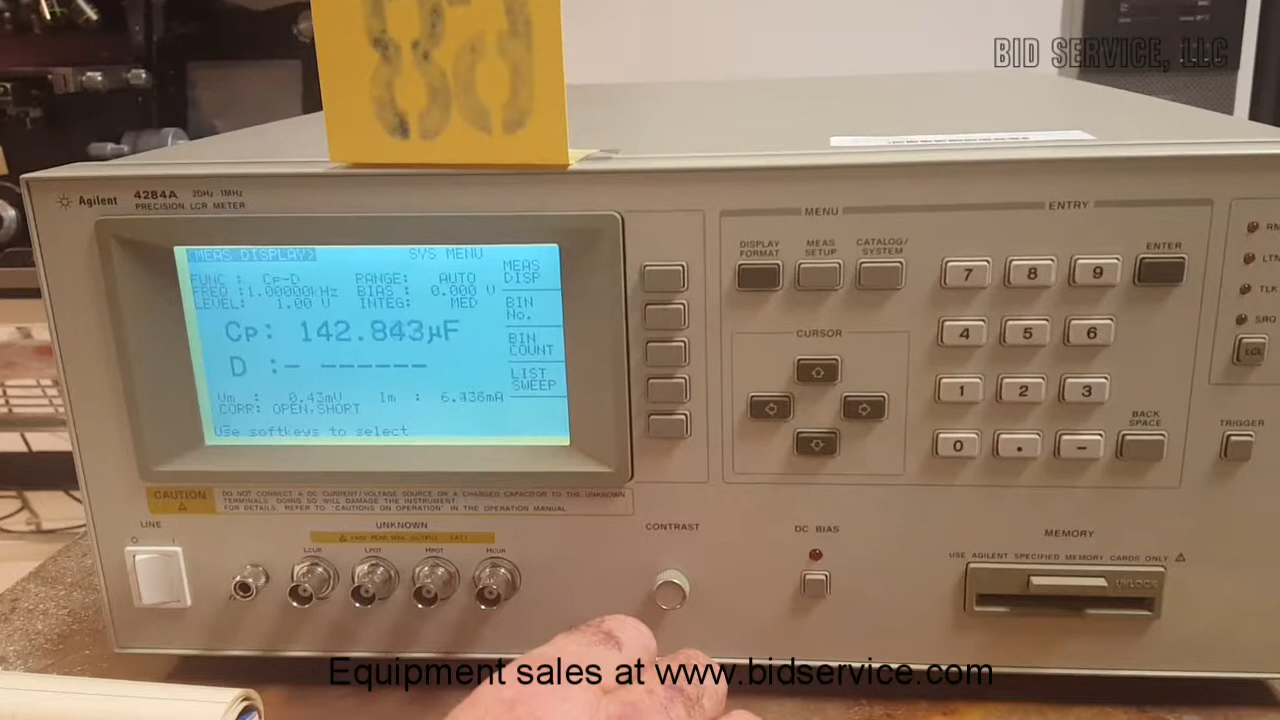 BID SERVICE, LLC
Agilent 4284A 20Hz-1MHz
PRECISION LCR METER
<MEAS DISPLAY> SYS MENU
FUNC : Cp-D RANGE: AUTO
FREQ :1.00000kHz BIAS : 0.000 V
LEVEL: 1.00 V INTEG: MED
Cp: 142.843μF
D :- ------
Vm : 0.43mV Im :
CORR: OPEN,SHORT
Use softkeys to select
MEAS
DISP
BIN
No.
BIN
COUNT
LIST
SWEEP
MENU
DISPLAY
FORMAT
MEAS
SETUP
CATALOG/
SYSTEM
CURSOR
ENTRY
ENTER
7 8 9
4 5 6
1 2 3
0 . −
BACK
SPACE
LTN
TLK
SRQ
LCL
TRIGGER
CAUTION
DO NOT CONNECT A DC CURRENT/VOLTAGE SOURCE OR A CHARGED CAPACITOR TO THE UNKNOWN
TERMINALS. DOING SO WILL DAMAGE THE INSTRUMENT.
FOR DETAILS, REFER TO "CAUTIONS ON OPERATION" IN THE OPERATION MANUAL
LINE
O I
UNKNOWN
LCUR LPOT HPOT HCUR
CONTRAST
DC BIAS
MEMORY
USE AGILENT SPECIFIED MEMORY CARDS ONLY
UNLOCK
Equipment sales at www.bidservice.com